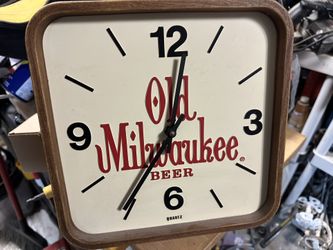 12
Old
9 3
Milwaukee®
BEER
6
QUARTZ